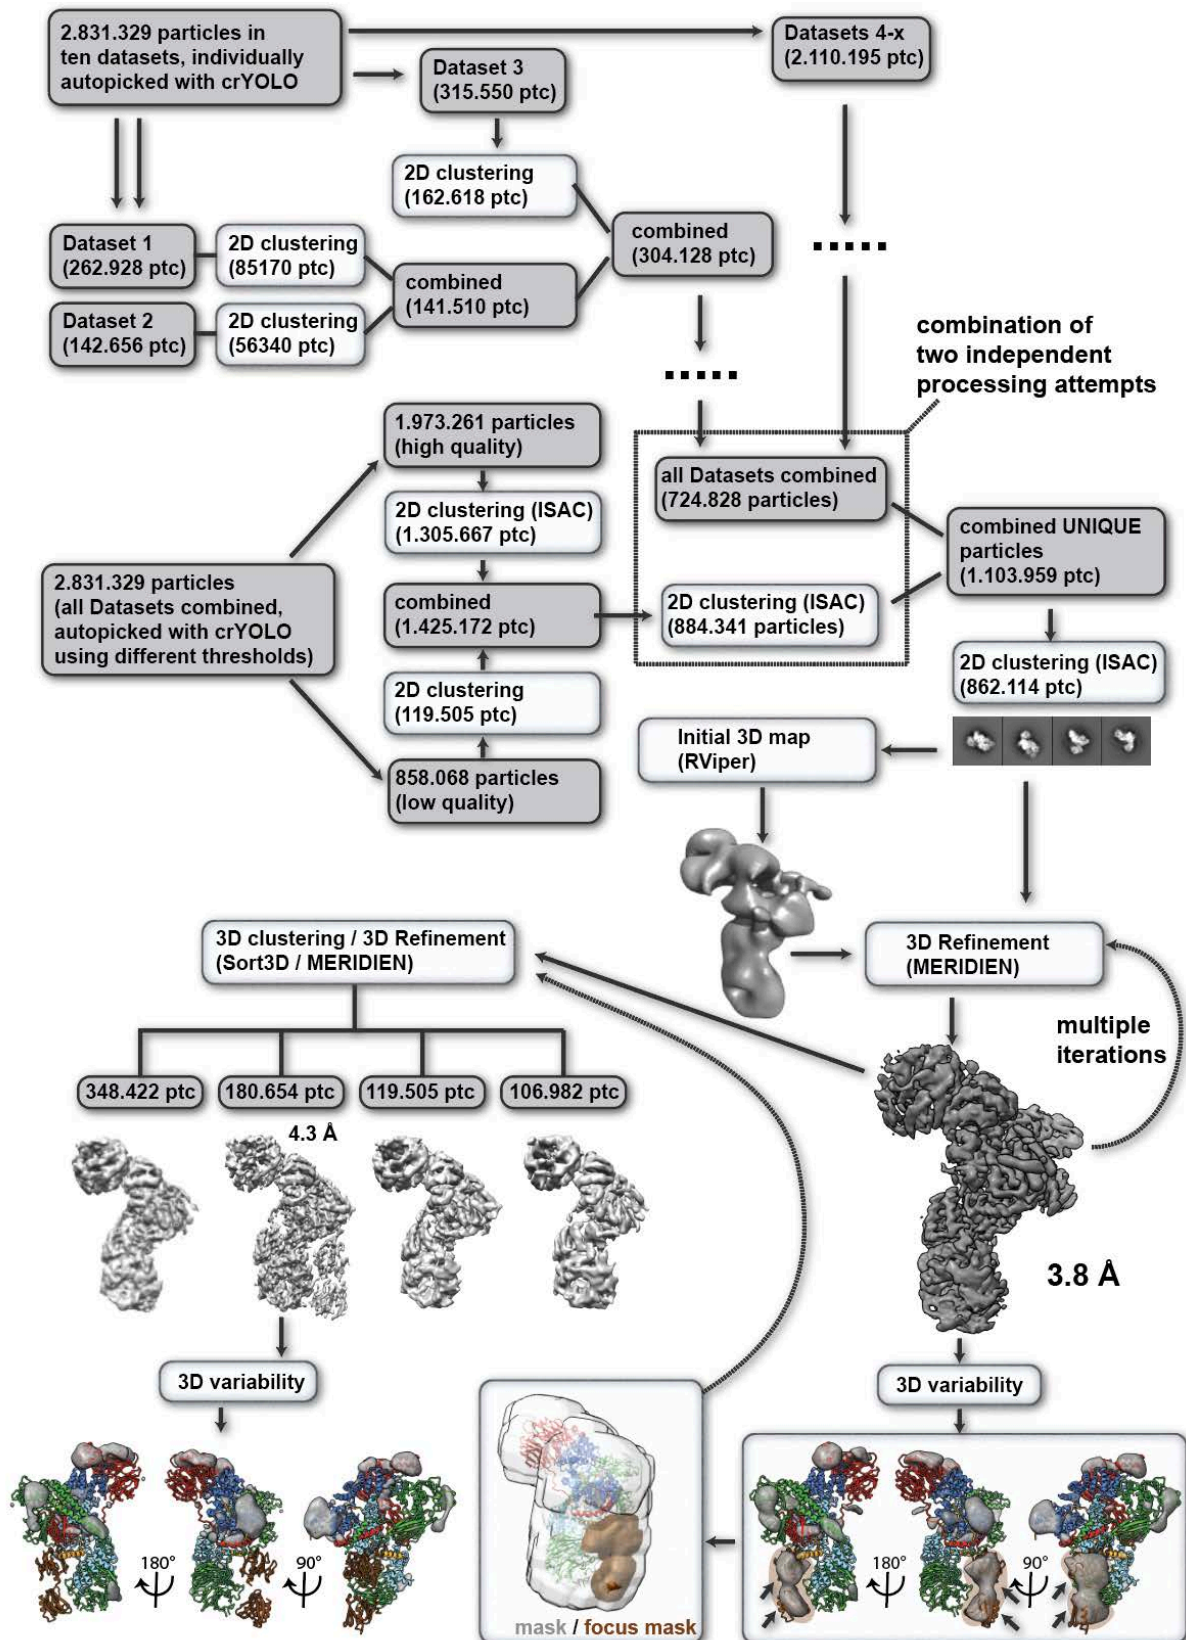 2.831.329 particles in
ten datasets, individually
autopicked with crYOLO
Datasets 4-x
(2.110.195 ptc)
Dataset 3
(315.550 ptc)
2D clustering
(162.618 ptc)
Dataset 1
(262.928 ptc)
2D clustering
(85170 ptc)
combined
(304.128 ptc)
combined
(141.510 ptc)
Dataset 2
(142.656 ptc)
2D clustering
(56340 ptc)
combination of
two independent
processing attempts
1.973.261 particles
(high quality)
2D clustering (ISAC)
(1.305.667 ptc)
all Datasets combined
(724.828 particles)
combined UNIQUE
particles
(1.103.959 ptc)
2.831.329 particles
(all Datasets combined,
autopicked with crYOLO
using different thresholds)
combined
(1.425.172 ptc)
2D clustering (ISAC)
(884.341 particles)
2D clustering
(119.505 ptc)
2D clustering (ISAC)
(862.114 ptc)
858.068 particles
(low quality)
Initial 3D map
(RViper)
3D clustering / 3D Refinement
(Sort3D / MERIDIEN)
3D Refinement
(MERIDIEN)
multiple
iterations
348.422 ptc
180.654 ptc
119.505 ptc
106.982 ptc
4.3 Å
3.8 Å
3D variability
3D variability
180°
90°
mask / focus mask
180°
90°